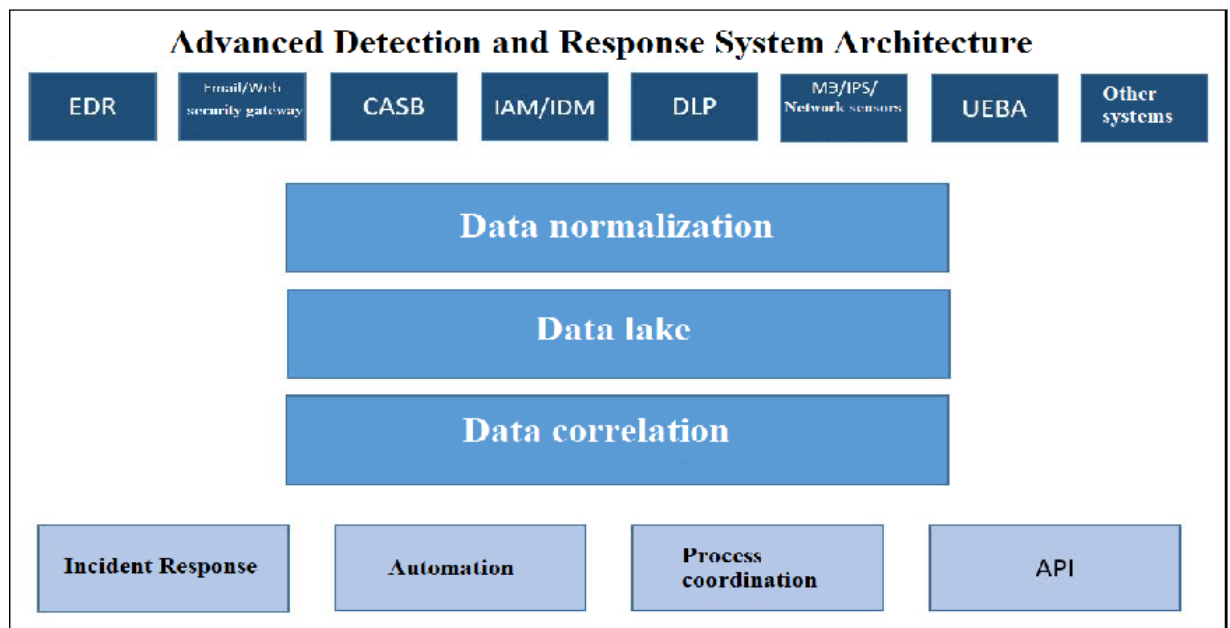 Advanced Detection and Response System Architecture
EDR
Email/Web
security gateway
CASB
IAM/IDM
DLP
МЭ/IPS/
Network sensors
UEBA
Other
systems
Data normalization
Data lake
Data correlation
Incident Response
Automation
Process
coordination
API